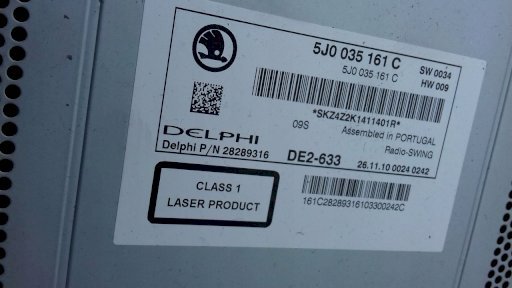 5J0 035 161 C
SW 0034
5J0 035 161 C
HW 009
*SKZ4Z2K1411401R*
09S
Assembled in PORTUGAL
Radio-SWING
DELPHI
Delphi P/N 28289316
DE2-633
26.11.10 0024 0242
CLASS 1
LASER PRODUCT
161C28289316103300242C